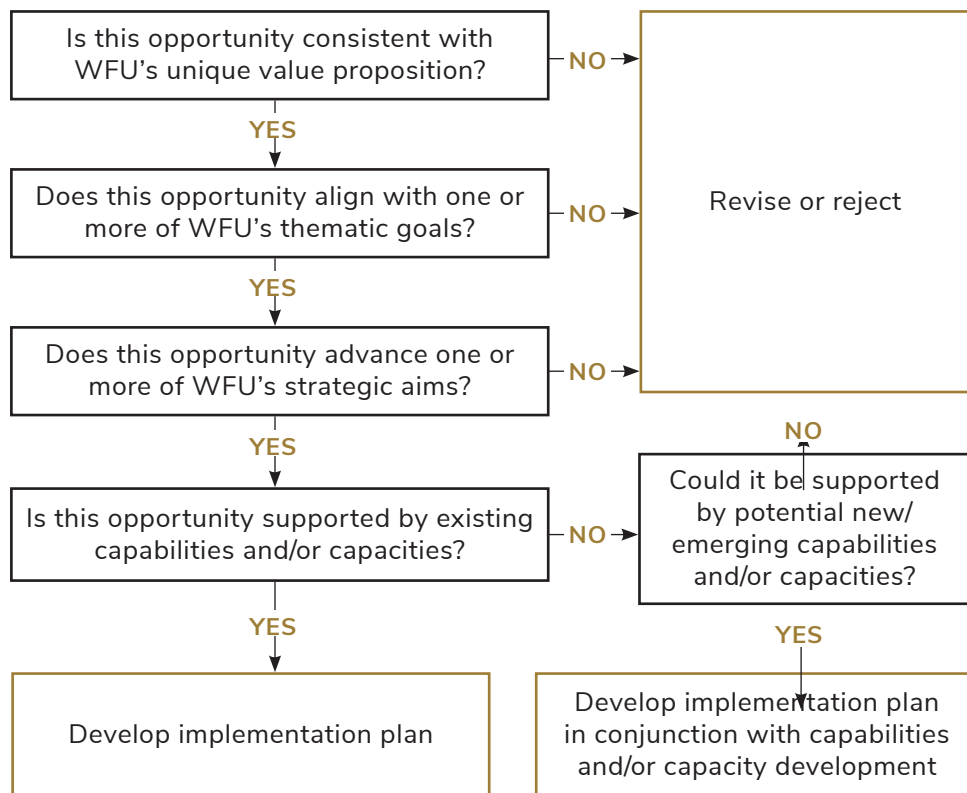 Is this opportunity consistent with
WFU's unique value proposition?
NO
YES
Does this opportunity align with one or
more of WFU's thematic goals?
NO
Revise or reject
YES
Does this opportunity advance one or
more of WFU's strategic aims?
NO
YES
NO
Is this opportunity supported by existing
capabilities and/or capacities?
NO
Could it be supported
by potential new/
emerging capabilities
and/or capacities?
YES
YES
Develop implementation plan
Develop implementation plan
in conjunction with capabilities
and/or capacity development